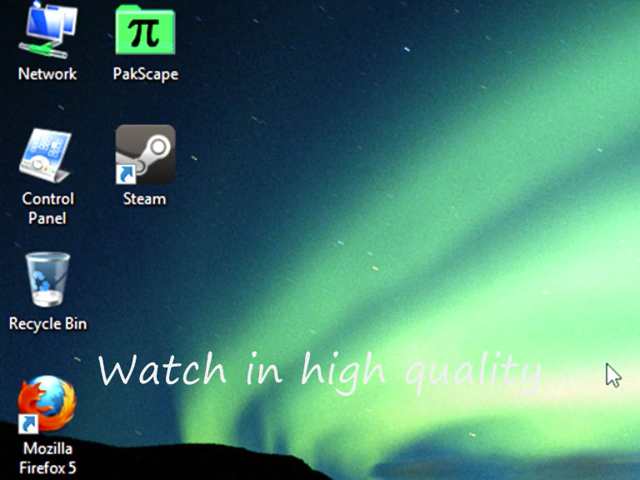 Network
PakScape
π
Control
Panel
Steam
Recycle Bin
Watch in high quality
Mozilla
Firefox 5